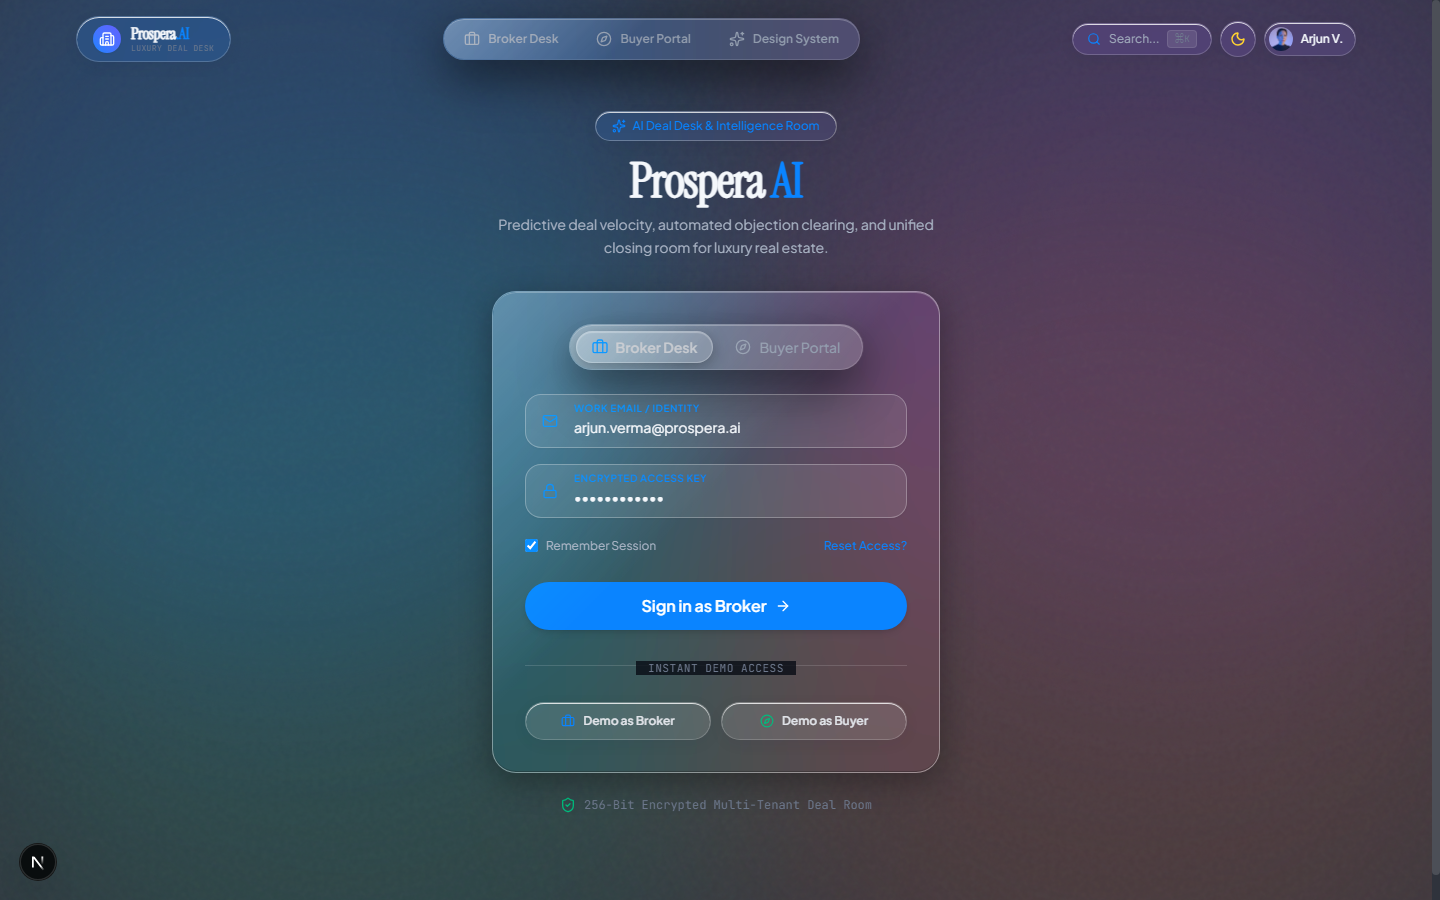 Prospera AI
LUXURY DEAL DESK
Broker Desk
Buyer Portal
Design System
Search...
⌘K
Arjun V.
AI Deal Desk & Intelligence Room
Prospera AI
Predictive deal velocity, automated objection clearing, and unified
closing room for luxury real estate.
Broker Desk
Buyer Portal
WORK EMAIL / IDENTITY
arjun.verma@prospera.ai
ENCRYPTED ACCESS KEY
••••••••••••
Remember Session
Reset Access?
Sign in as Broker
INSTANT DEMO ACCESS
Demo as Broker
Demo as Buyer
256-Bit Encrypted Multi-Tenant Deal Room